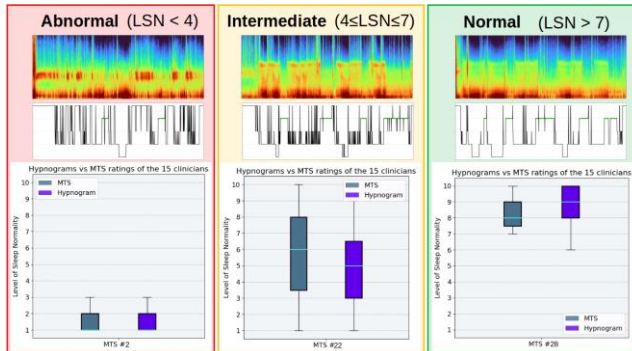 Abnormal (LSN < 4)
Hypnograms vs MTS ratings of the 15 clinicians
MTS
Hypnogram
Level of Sleep Normality
10
9
8
7
6
5
4
3
2
1
MTS #2
Intermediate (4≤LSN≤7)
Hypnograms vs MTS ratings of the 15 clinicians
MTS
Hypnogram
Level of Sleep Normality
10
9
8
7
6
5
4
3
2
1
MTS #22
Normal (LSN > 7)
Hypnograms vs MTS ratings of the 15 clinicians
Level of Sleep Normality
10
9
8
7
6
5
4
3
2
1
MTS
Hypnogram
MTS #28